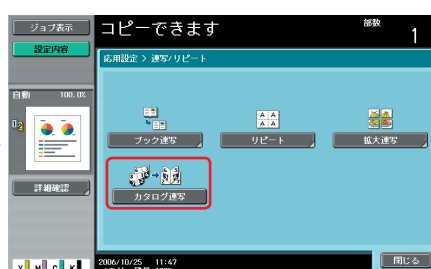 ジョブ表示
設定内容
コピーできます
部数
1
応用設定 > 連写/リピート
自動 100.0%
ブック連写
リピート
拡大連写
カタログ連写
詳細確認
2006/10/25 11:47
閉じる
Y M C K